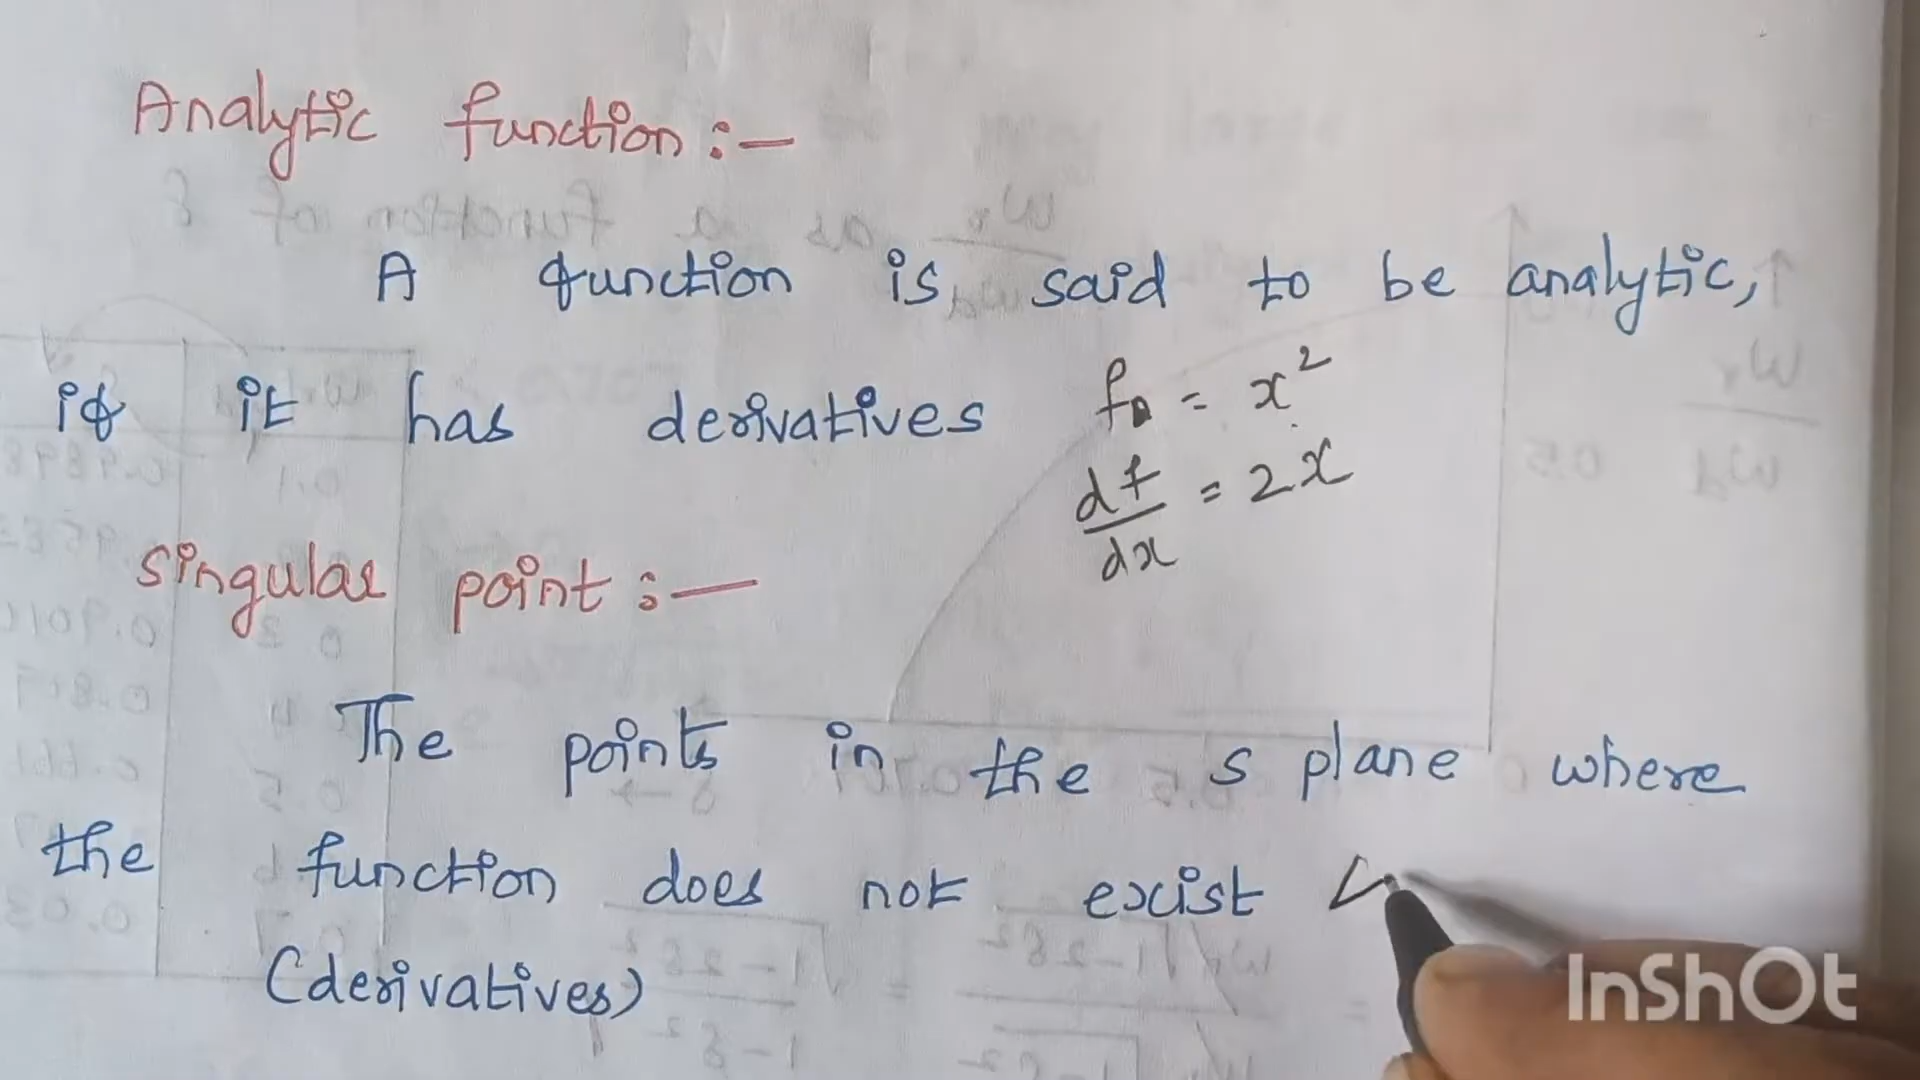 Analytic function :-
A function is said to be analytic,
if it has derivatives
f = x²
df/dx = 2x
Singular point :-
The points in the s plane where
the function does not exist
(derivatives)
InShOt